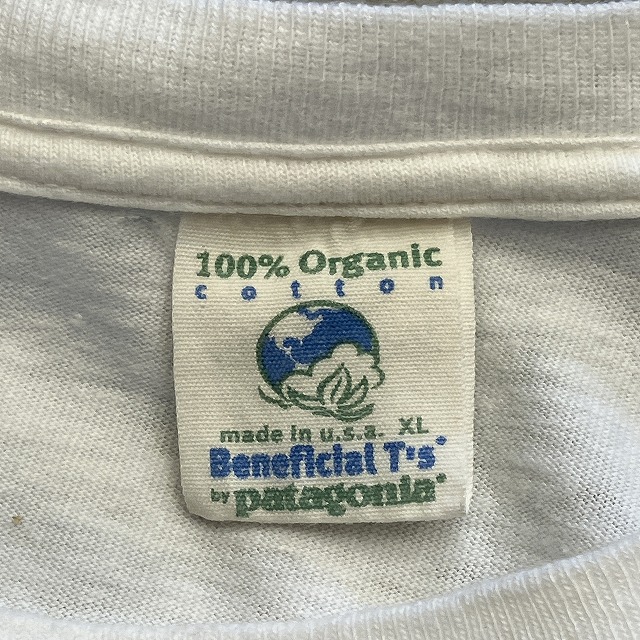 100% Organic
cotton
made in u.s.a. XL
Beneficial T's®
by patagonia®